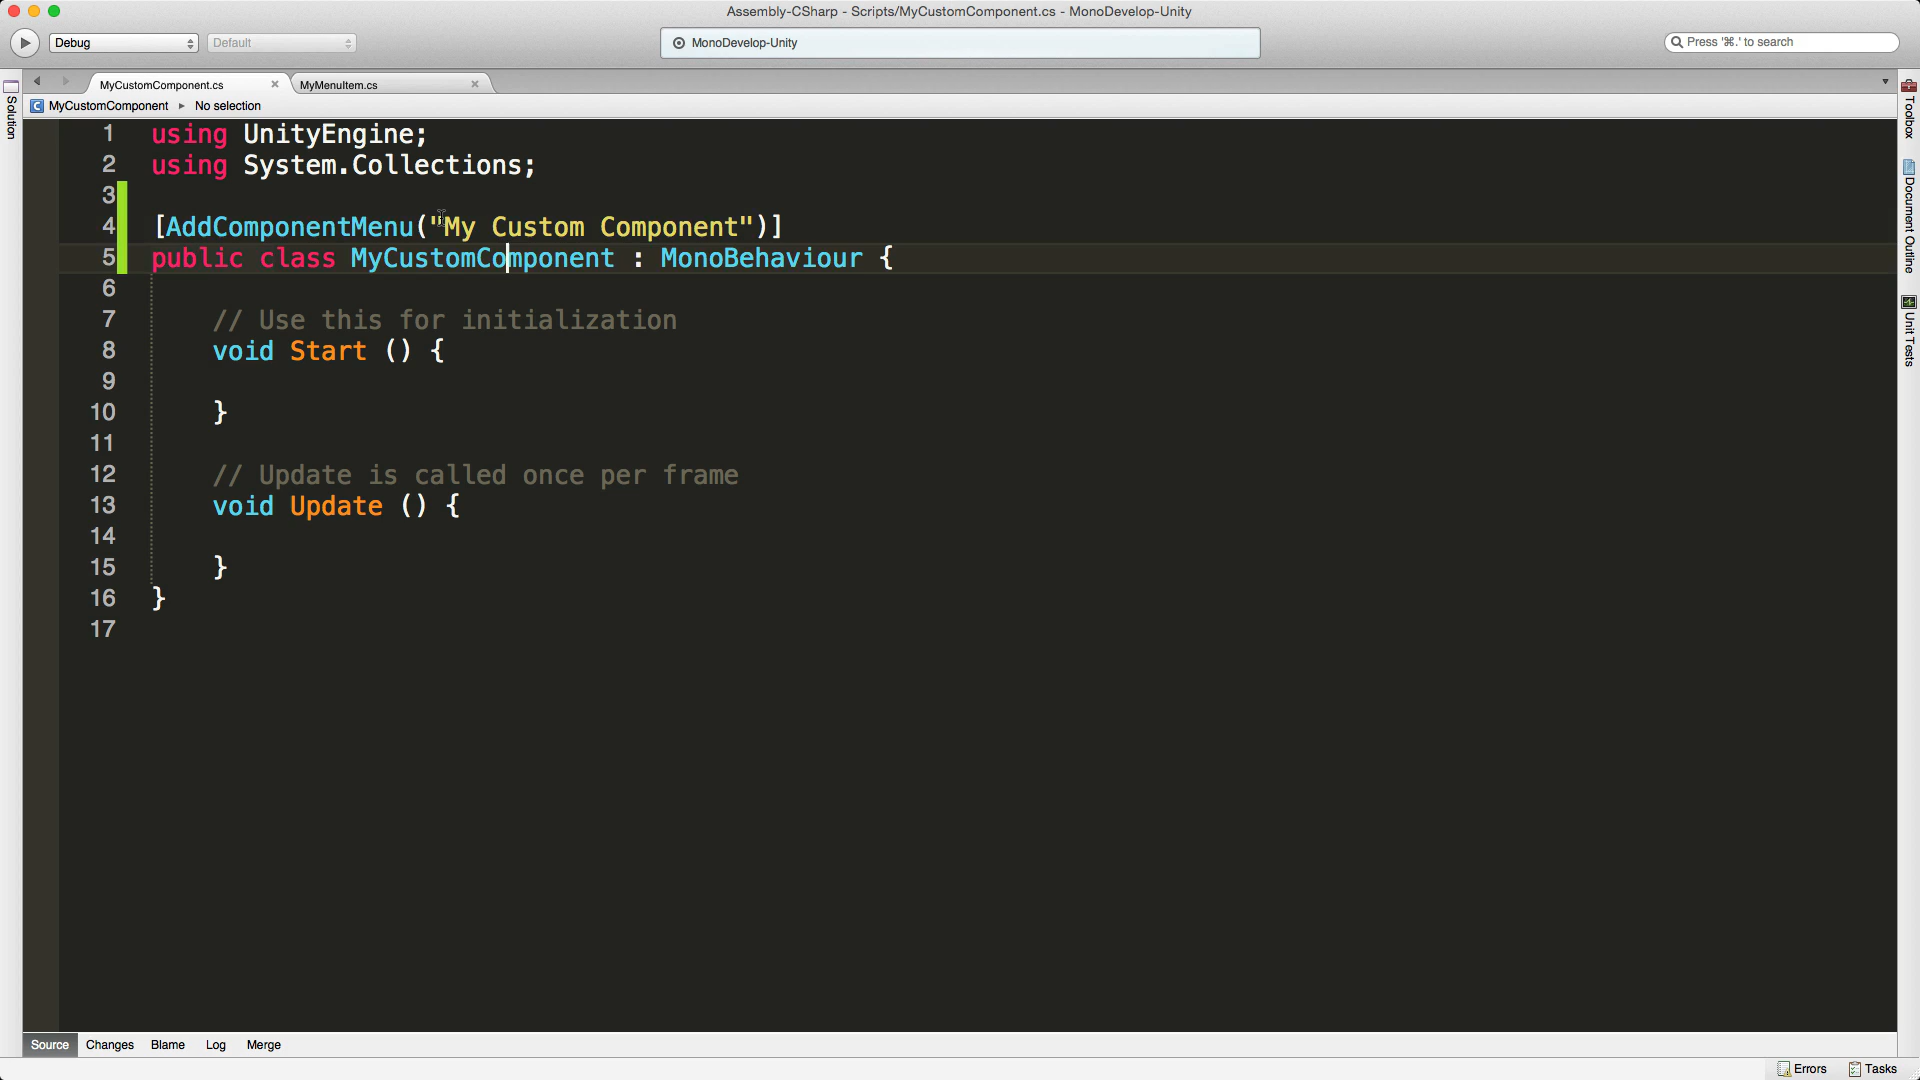 Assembly-CSharp - Scripts/MyCustomComponent.cs - MonoDevelop-Unity
Debug
Default
MonoDevelop-Unity
Press '⌘.' to search
MyCustomComponent.cs
MyMenuItem.cs
MyCustomComponent
No selection
Solution
Toolbox
Document Outline
Unit Tests
1 using UnityEngine;
2 using System.Collections;
3
4 [AddComponentMenu("My Custom Component")]
5 public class MyCustomComponent : MonoBehaviour {
6
7 // Use this for initialization
8 void Start () {
9
10 }
11
12 // Update is called once per frame
13 void Update () {
14
15 }
16 }
17
Source Changes Blame Log Merge
Errors Tasks